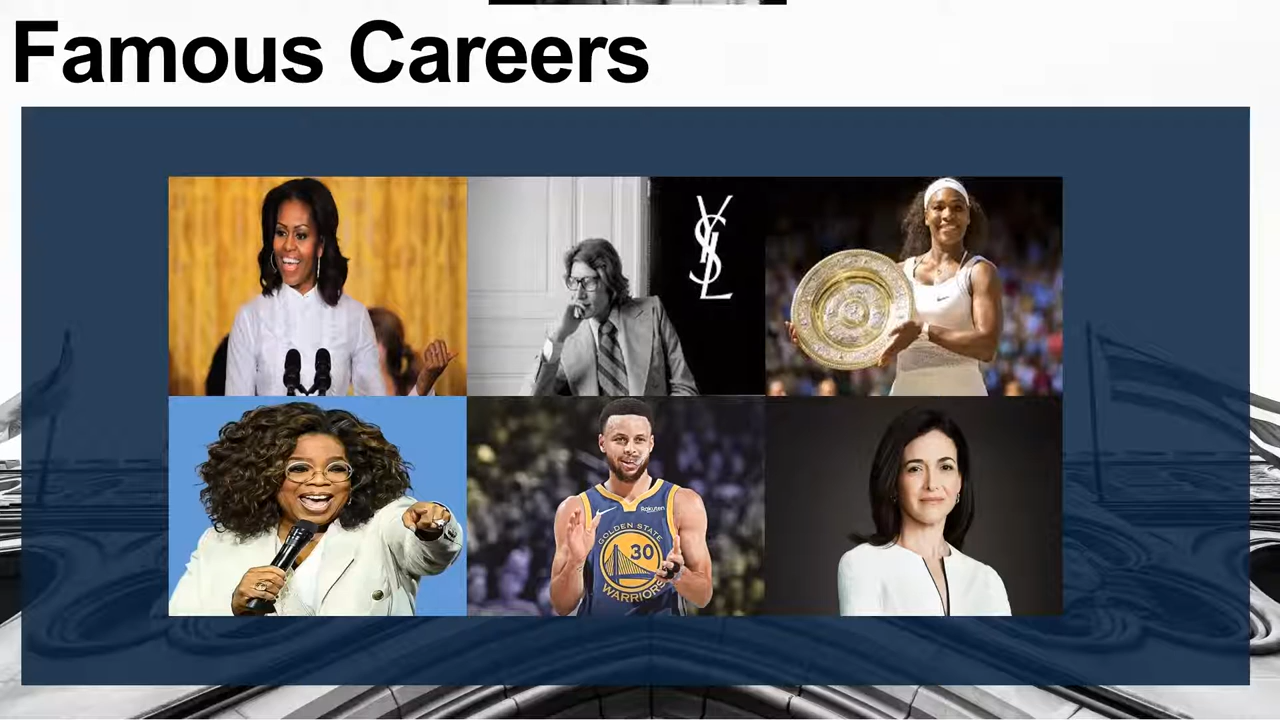 Famous Careers
YSL
Rakuten
GOLDEN STATE
30
WARRIORS